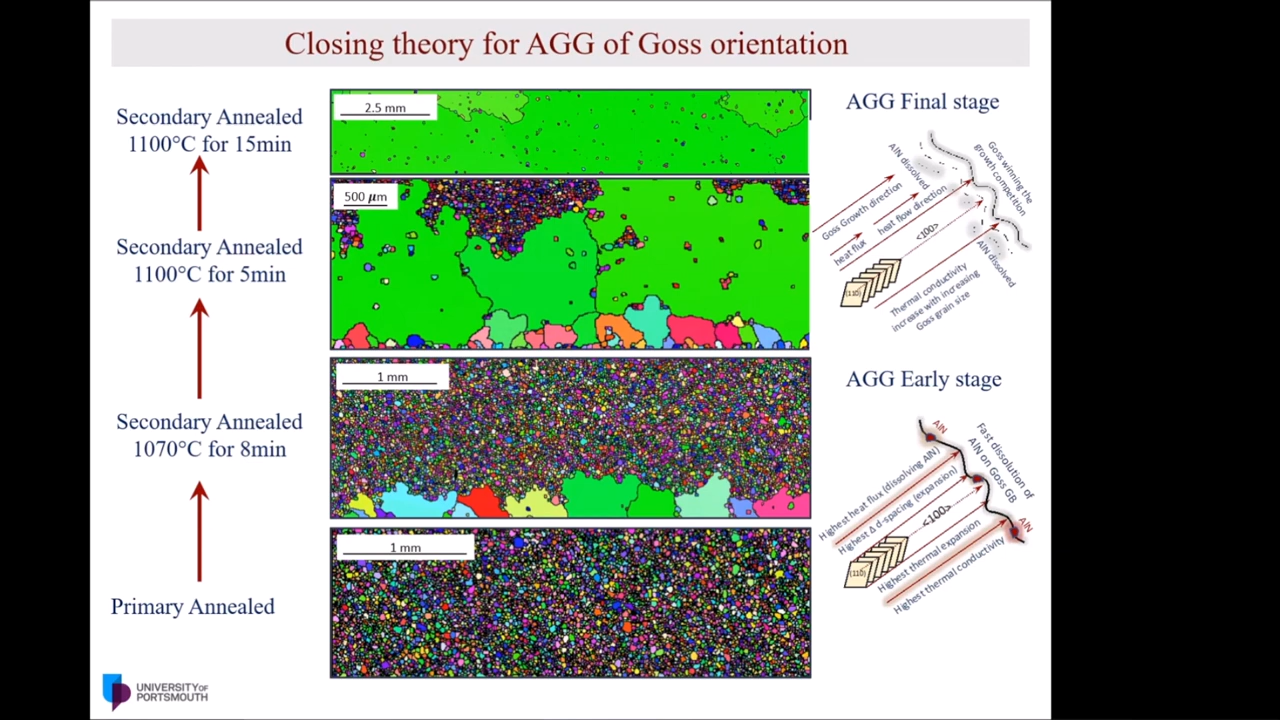 Closing theory for AGG of Goss orientation
Secondary Annealed
1100°C for 15min
Secondary Annealed
1100°C for 5min
Secondary Annealed
1070°C for 8min
Primary Annealed
2.5 mm
500 μm
1 mm
1 mm
AGG Final stage
AlN dissolved
Goss winning the
growth competition
Goss Growth direction
heat flux
heat flow direction
<100>
{110}
AlN dissolved
Thermal conductivity
increase with increasing
Goss grain size
AGG Early stage
AlN
Fast dissolution of
AlN on Goss GB
Highest heat flux (dissolving AlN)
Highest Δ d-spacing (expansion)
<100>
{110}
AlN
Highest thermal expansion
Highest thermal conductivity
UNIVERSITY OF
PORTSMOUTH